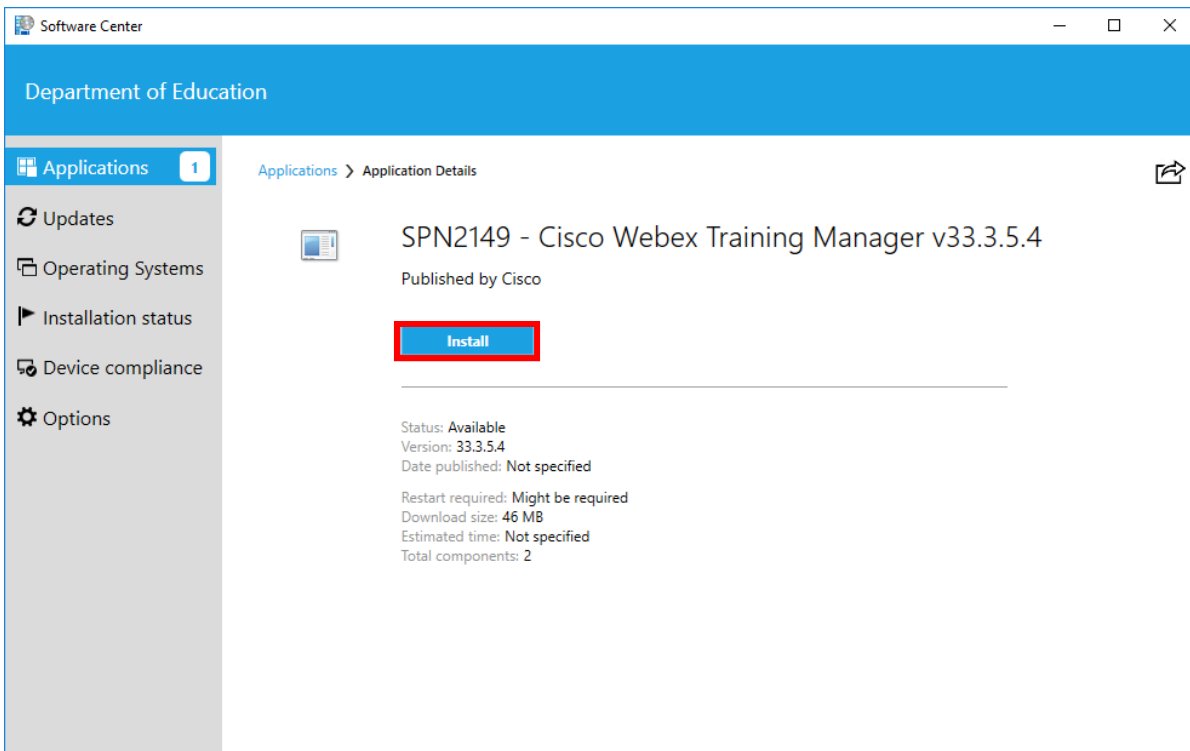 Software Center
Department of Education
Applications 1
Updates
Operating Systems
Installation status
Device compliance
Options
Applications ❯ Application Details
SPN2149 - Cisco Webex Training Manager v33.3.5.4
Published by Cisco
Install
Status: Available
Version: 33.3.5.4
Date published: Not specified
Restart required: Might be required
Download size: 46 MB
Estimated time: Not specified
Total components: 2